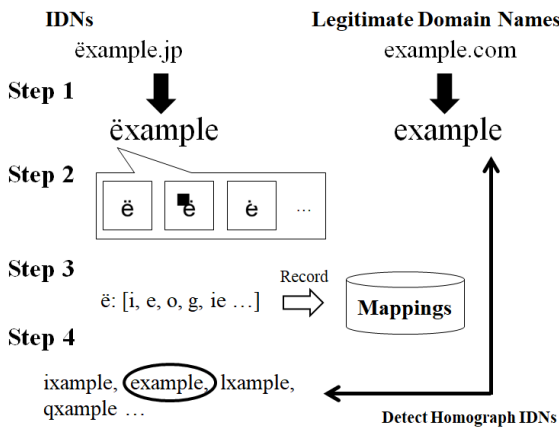 IDNs
Legitimate Domain Names
ëxample.jp
example.com
Step 1
ëxample
example
Step 2
ë ë ė ...
Step 3
Record
ë: [i, e, o, g, ie ...]
Mappings
Step 4
ixample, example, lxample,
qxample ...
Detect Homograph IDNs